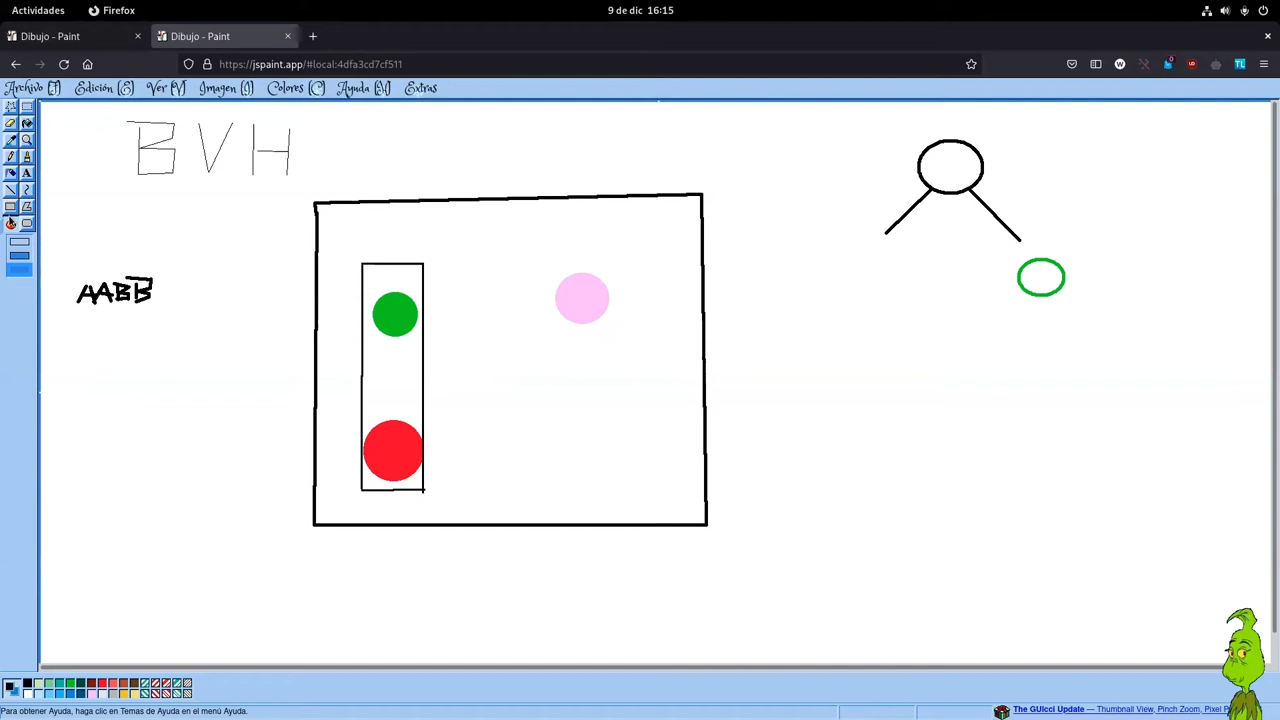 Actividades
Firefox
9 de dic 16:15
Dibujo - Paint
Dibujo - Paint
https://jspaint.app/#local:4dfa3cd7cf511
W
TL
Archivo (F)
Edición (E)
Ver (V)
Imagen (I)
Colores (C)
Ayuda (H)
Extras
A
BVH
AABB
Para obtener Ayuda, haga clic en Temas de Ayuda en el menú Ayuda.
The GUIcci Update — Thumbnail View, Pinch Zoom, Pixel P